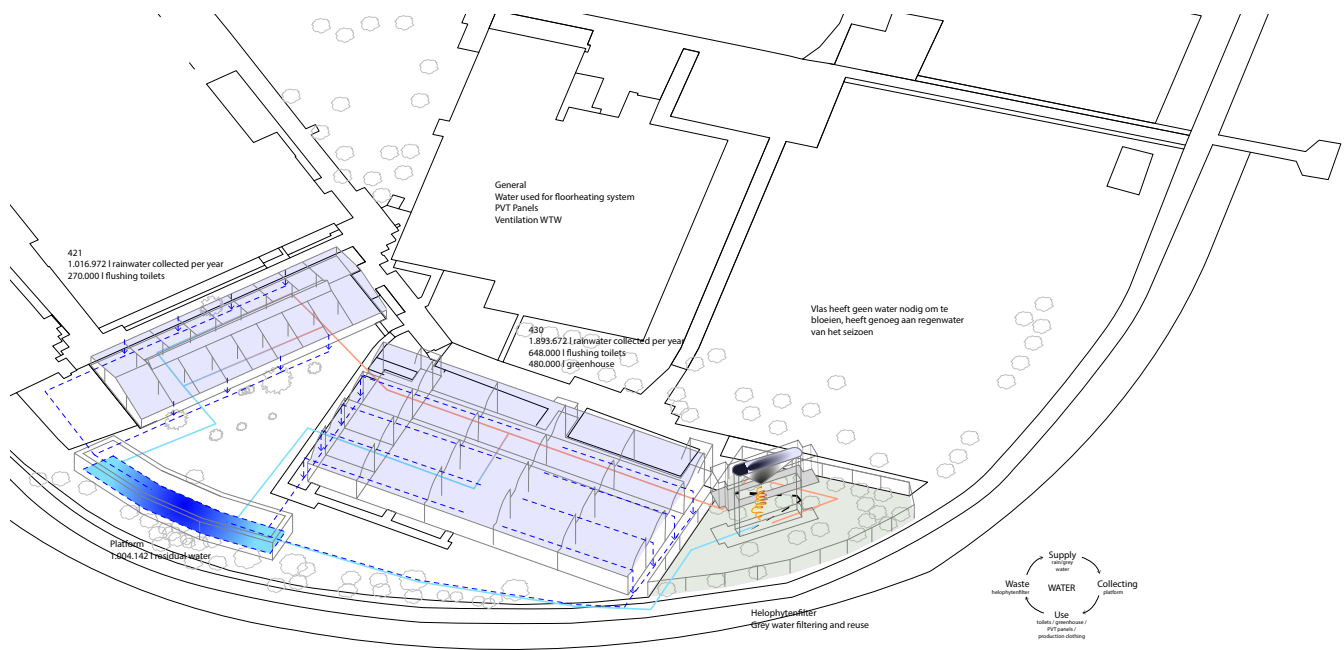 General
Water used for floorheating system
PVT Panels
Ventilation WTW
421
1.016.972 l rainwater collected per year
270.000 l flushing toilets
Vlas heeft geen water nodig om te
bloeien, heeft genoeg aan regenwater
van het seizoen
430
1.893.672 l rainwater collected per year
648.000 l flushing toilets
480.000 l greenhouse
Platform
1.004.142 l residual water
Helophytenfilter
Grey water filtering and reuse
Supply
rain/grey
water
Waste
helophytenfilter
WATER
Collecting
platform
Use
toilets / greenhouse /
PVT panels /
production clothing